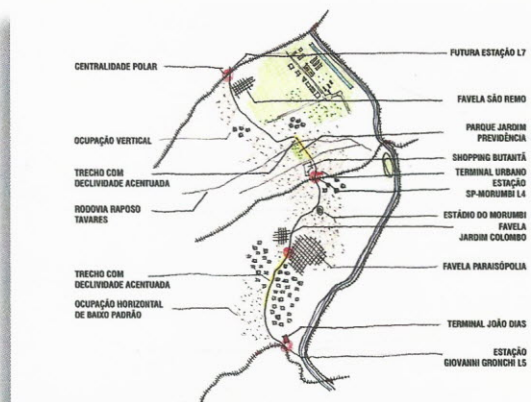 CENTRALIDADE POLAR
OCUPAÇÃO VERTICAL
TRECHO COM
DECLIVIDADE ACENTUADA
RODOVIA RAPOSO
TAVARES
TRECHO COM
DECLIVIDADE ACENTUADA
OCUPAÇÃO HORIZONTAL
DE BAIXO PADRÃO
FUTURA ESTAÇÃO L7
FAVELA SÃO REMO
PARQUE JARDIM
PREVIDÊNCIA
SHOPPING BUTANTÃ
TERMINAL URBANO
ESTAÇÃO
SP-MORUMBI L4
ESTÁDIO DO MORUMBI
FAVELA
JARDIM COLOMBO
FAVELA PARAISÓPOLIA
TERMINAL JOÃO DIAS
ESTAÇÃO
GIOVANNI GRONCHI L5